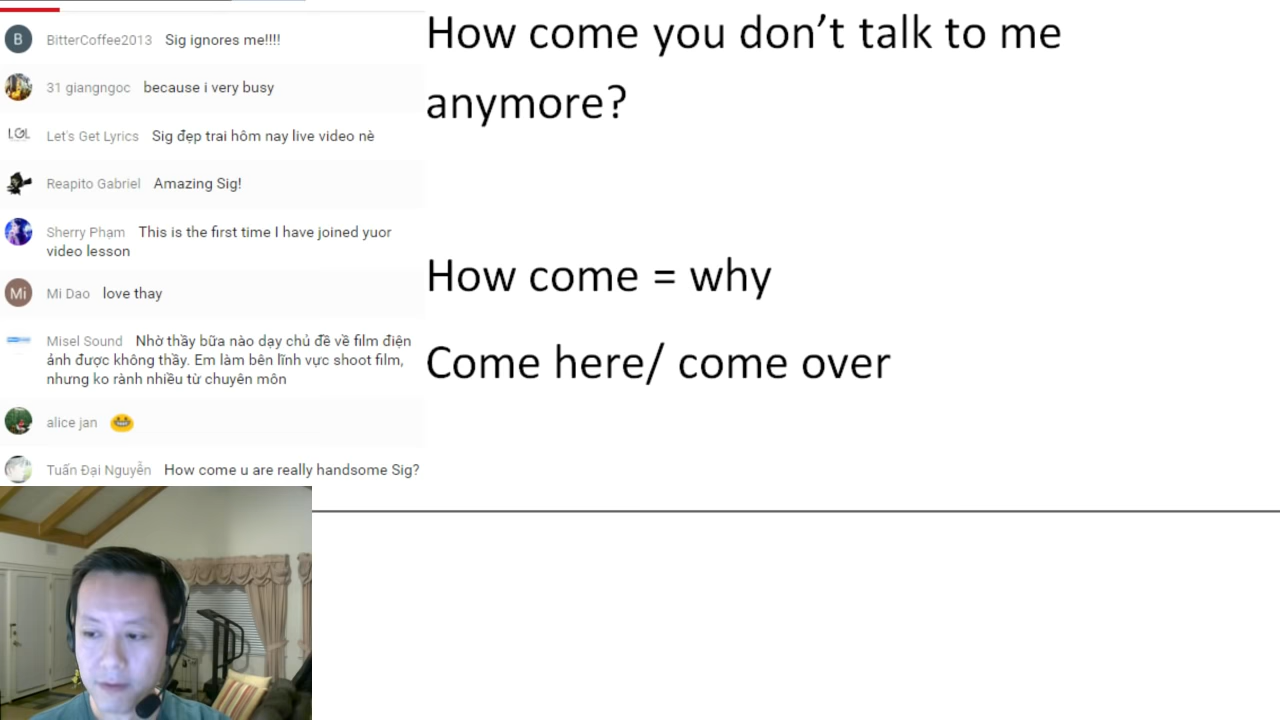 B BitterCoffee2013 Sig ignores me!!!!
31 giangngoc because i very busy
LGL Let's Get Lyrics Sig đẹp trai hôm nay live video nè
Reapito Gabriel Amazing Sig!
Sherry Phạm This is the first time I have joined yuor
video lesson
Mi Mi Dao love thay
Misel Sound Nhờ thầy bữa nào dạy chủ đề về film điện
ảnh được không thầy. Em làm bên lĩnh vực shoot film,
nhưng ko rành nhiều từ chuyên môn
alice jan
Tuấn Đại Nguyễn How come u are really handsome Sig?
How come you don’t talk to me
anymore?
How come = why
Come here/ come over